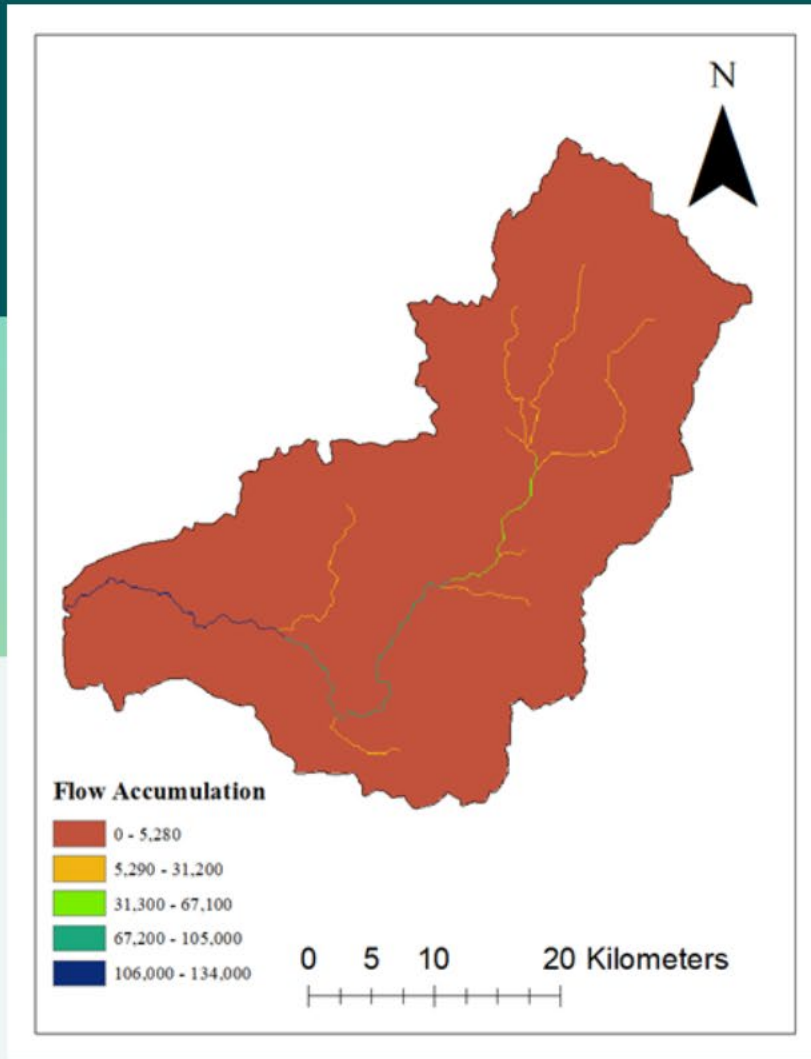 N
Flow Accumulation
0 - 5,280
5,290 - 31,200
31,300 - 67,100
67,200 - 105,000
106,000 - 134,000
0 5 10 20 Kilometers